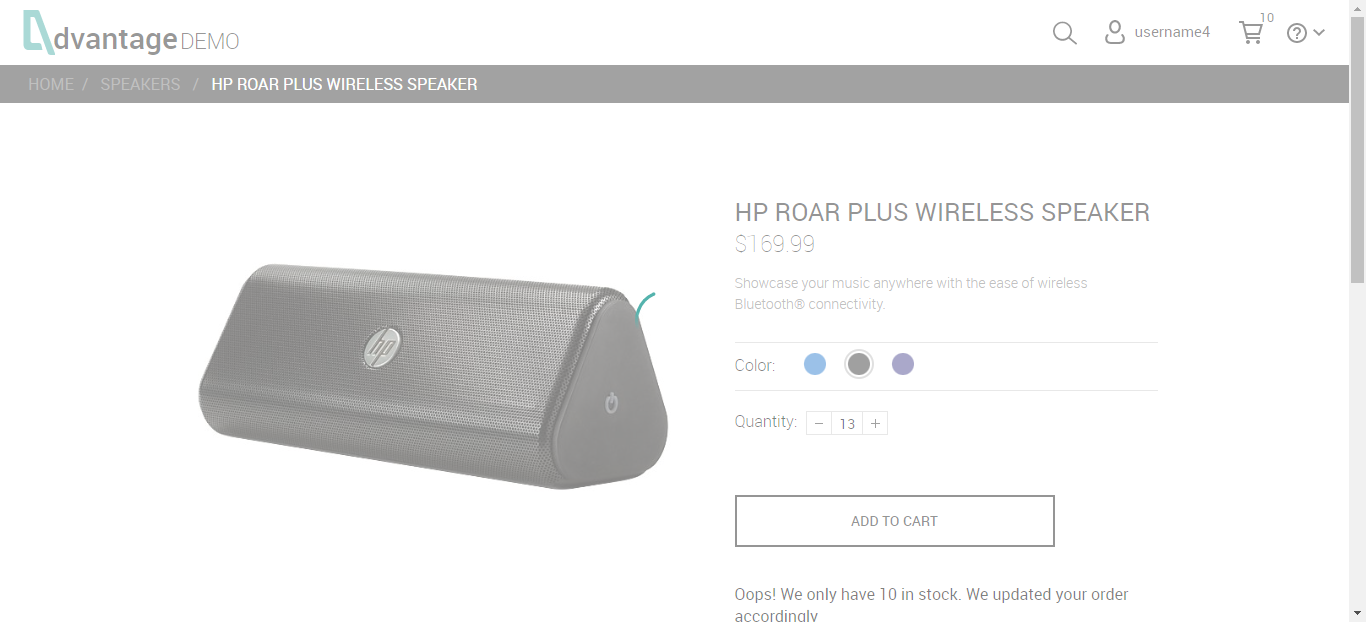 dvantage DEMO
username4
10
HOME / SPEAKERS / HP ROAR PLUS WIRELESS SPEAKER
HP ROAR PLUS WIRELESS SPEAKER
$169.99
Showcase your music anywhere with the ease of wireless
Bluetooth® connectivity.
hp
Color:
Quantity: − 13 +
ADD TO CART
Oops! We only have 10 in stock. We updated your order
accordingly